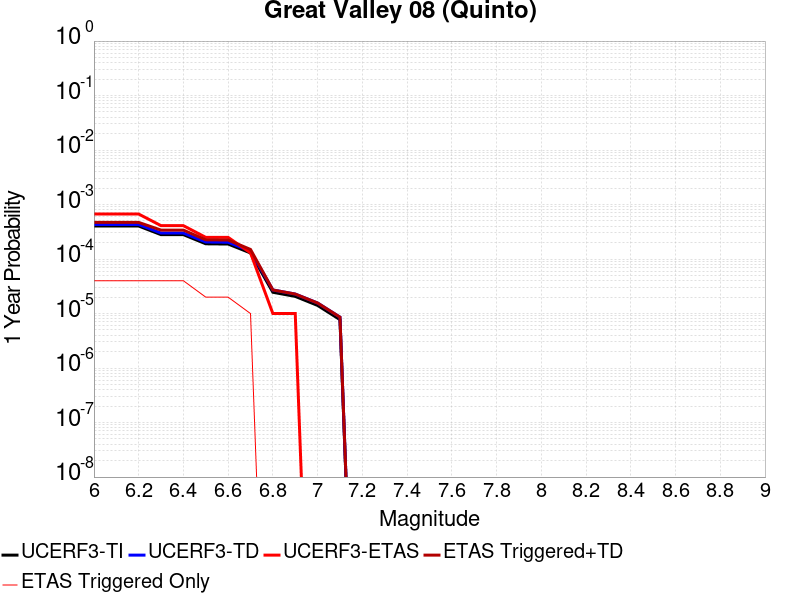 Great Valley 08 (Quinto)
10^0
10^-1
10^-2
10^-3
10^-4
10^-5
10^-6
10^-7
10^-8
1 Year Probability
6 6.2 6.4 6.6 6.8 7 7.2 7.4 7.6 7.8 8 8.2 8.4 8.6 8.8 9
Magnitude
UCERF3-TI UCERF3-TD UCERF3-ETAS ETAS Triggered+TD
ETAS Triggered Only